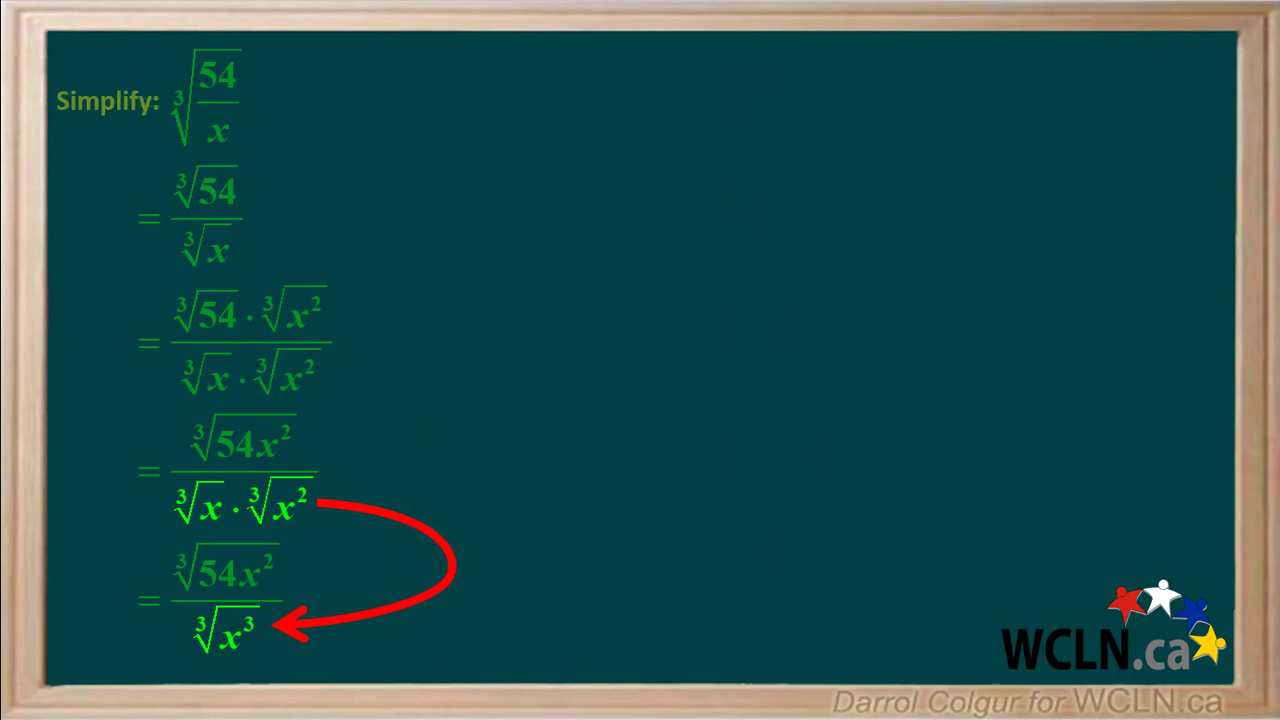 Simplify: ∛(54/x)
= ∛54 / ∛x
= (∛54 · ∛x²) / (∛x · ∛x²)
= ∛54x² / (∛x · ∛x²)
= ∛54x² / ∛x³
WCLN.ca
Darrol Colgur for WCLN.ca